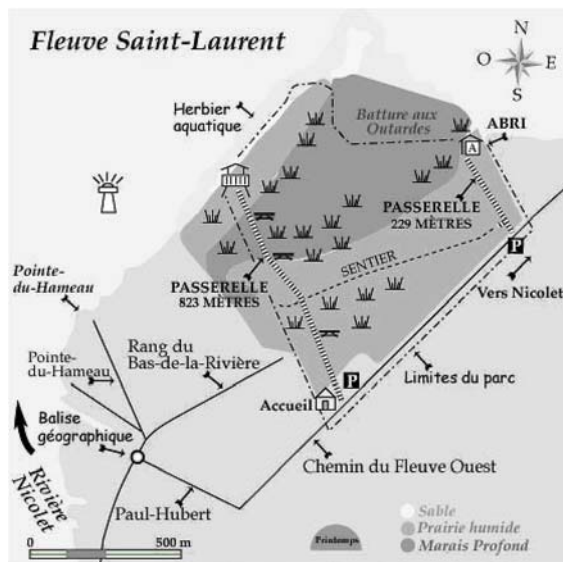 Fleuve Saint-Laurent
N
O E
S
Herbier
aquatique
Batture aux
Outardes
ABRI
A
PASSERELLE
229 MÈTRES
P
SENTIER
PASSERELLE
823 MÈTRES
Vers Nicolet
Pointe-
du-Hameau
Pointe-
du-Hameau
Rang du
Bas-de-la-Rivière
Limites du parc
P
Accueil
Balise
géographique
Chemin du Fleuve Ouest
Rivière
Nicolet
Paul-Hubert
Sable
Prairie humide
Marais Profond
Printemps
0 500 m